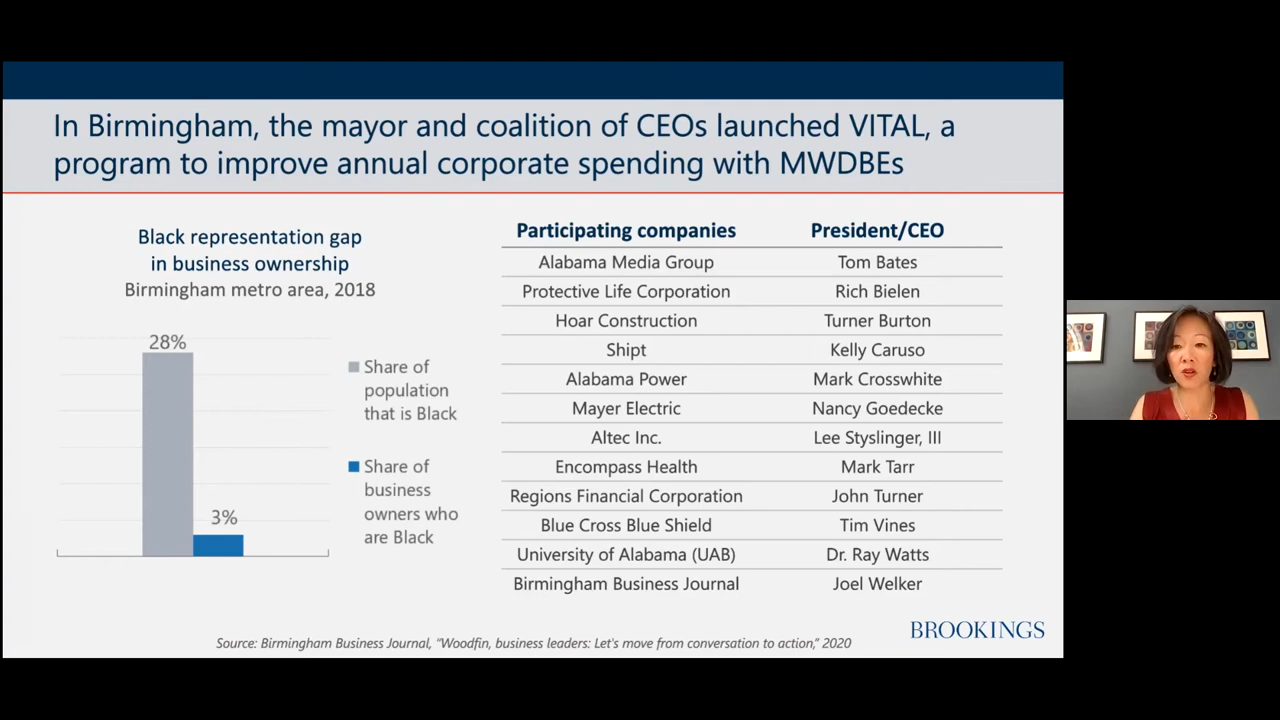 In Birmingham, the mayor and coalition of CEOs launched VITAL, a
program to improve annual corporate spending with MWDBEs
Black representation gap
in business ownership
Birmingham metro area, 2018
28%
3%
Share of
population
that is Black
Share of
business
owners who
are Black
Participating companies President/CEO
Alabama Media Group Tom Bates
Protective Life Corporation Rich Bielen
Hoar Construction Turner Burton
Shipt Kelly Caruso
Alabama Power Mark Crosswhite
Mayer Electric Nancy Goedecke
Altec Inc. Lee Styslinger, III
Encompass Health Mark Tarr
Regions Financial Corporation John Turner
Blue Cross Blue Shield Tim Vines
University of Alabama (UAB) Dr. Ray Watts
Birmingham Business Journal Joel Welker
Source: Birmingham Business Journal, “Woodfin, business leaders: Let's move from conversation to action,” 2020
BROOKINGS